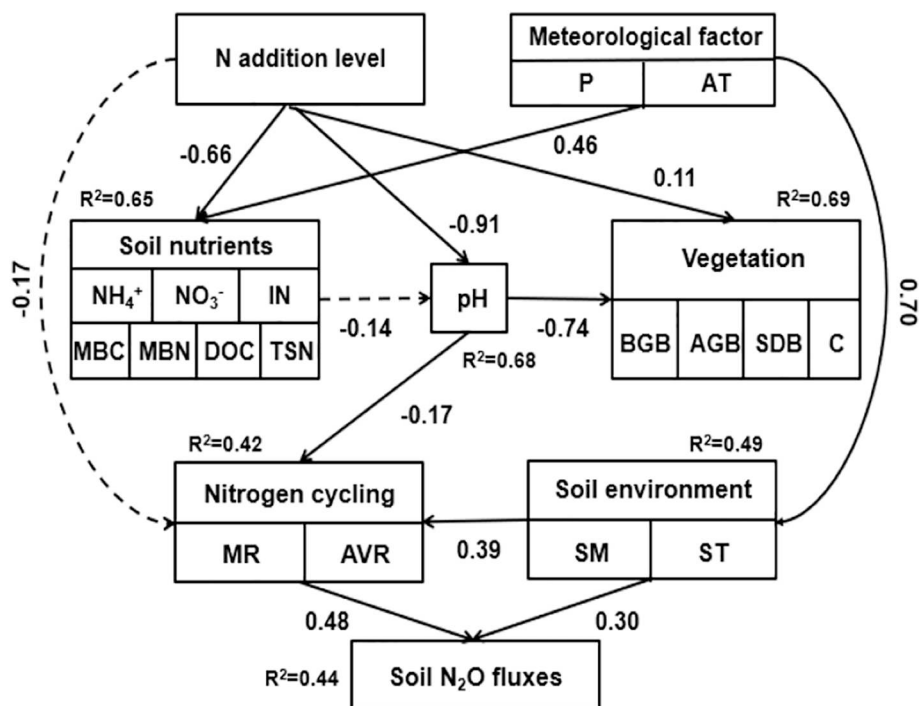 N addition level
Meteorological factor
P AT
-0.66
0.46
0.11
R²=0.65
R²=0.69
-0.91
Soil nutrients
Vegetation
NH₄⁺ NO₃⁻ IN
pH
-0.17
0.70
-0.14
-0.74
MBC MBN DOC TSN
BGB AGB SDB C
R²=0.68
-0.17
R²=0.42
R²=0.49
Nitrogen cycling
Soil environment
MR AVR
0.39
SM ST
0.48
0.30
R²=0.44
Soil N₂O fluxes